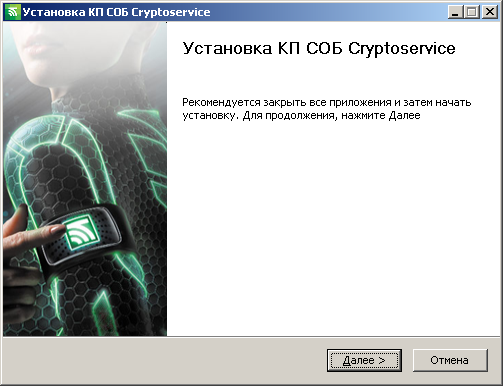 Установка КП СОБ Cryptoservice
Установка КП СОБ Cryptoservice
Рекомендуется закрыть все приложения и затем начать
установку. Для продолжения, нажмите Далее
Далее >
Отмена